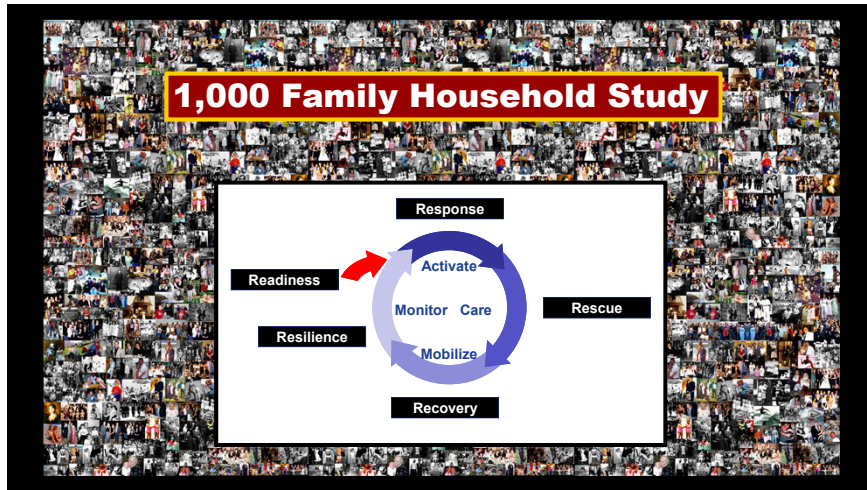 1,000 Family Household Study
Response
Activate
Readiness
Monitor Care
Rescue
Resilience
Mobilize
Recovery